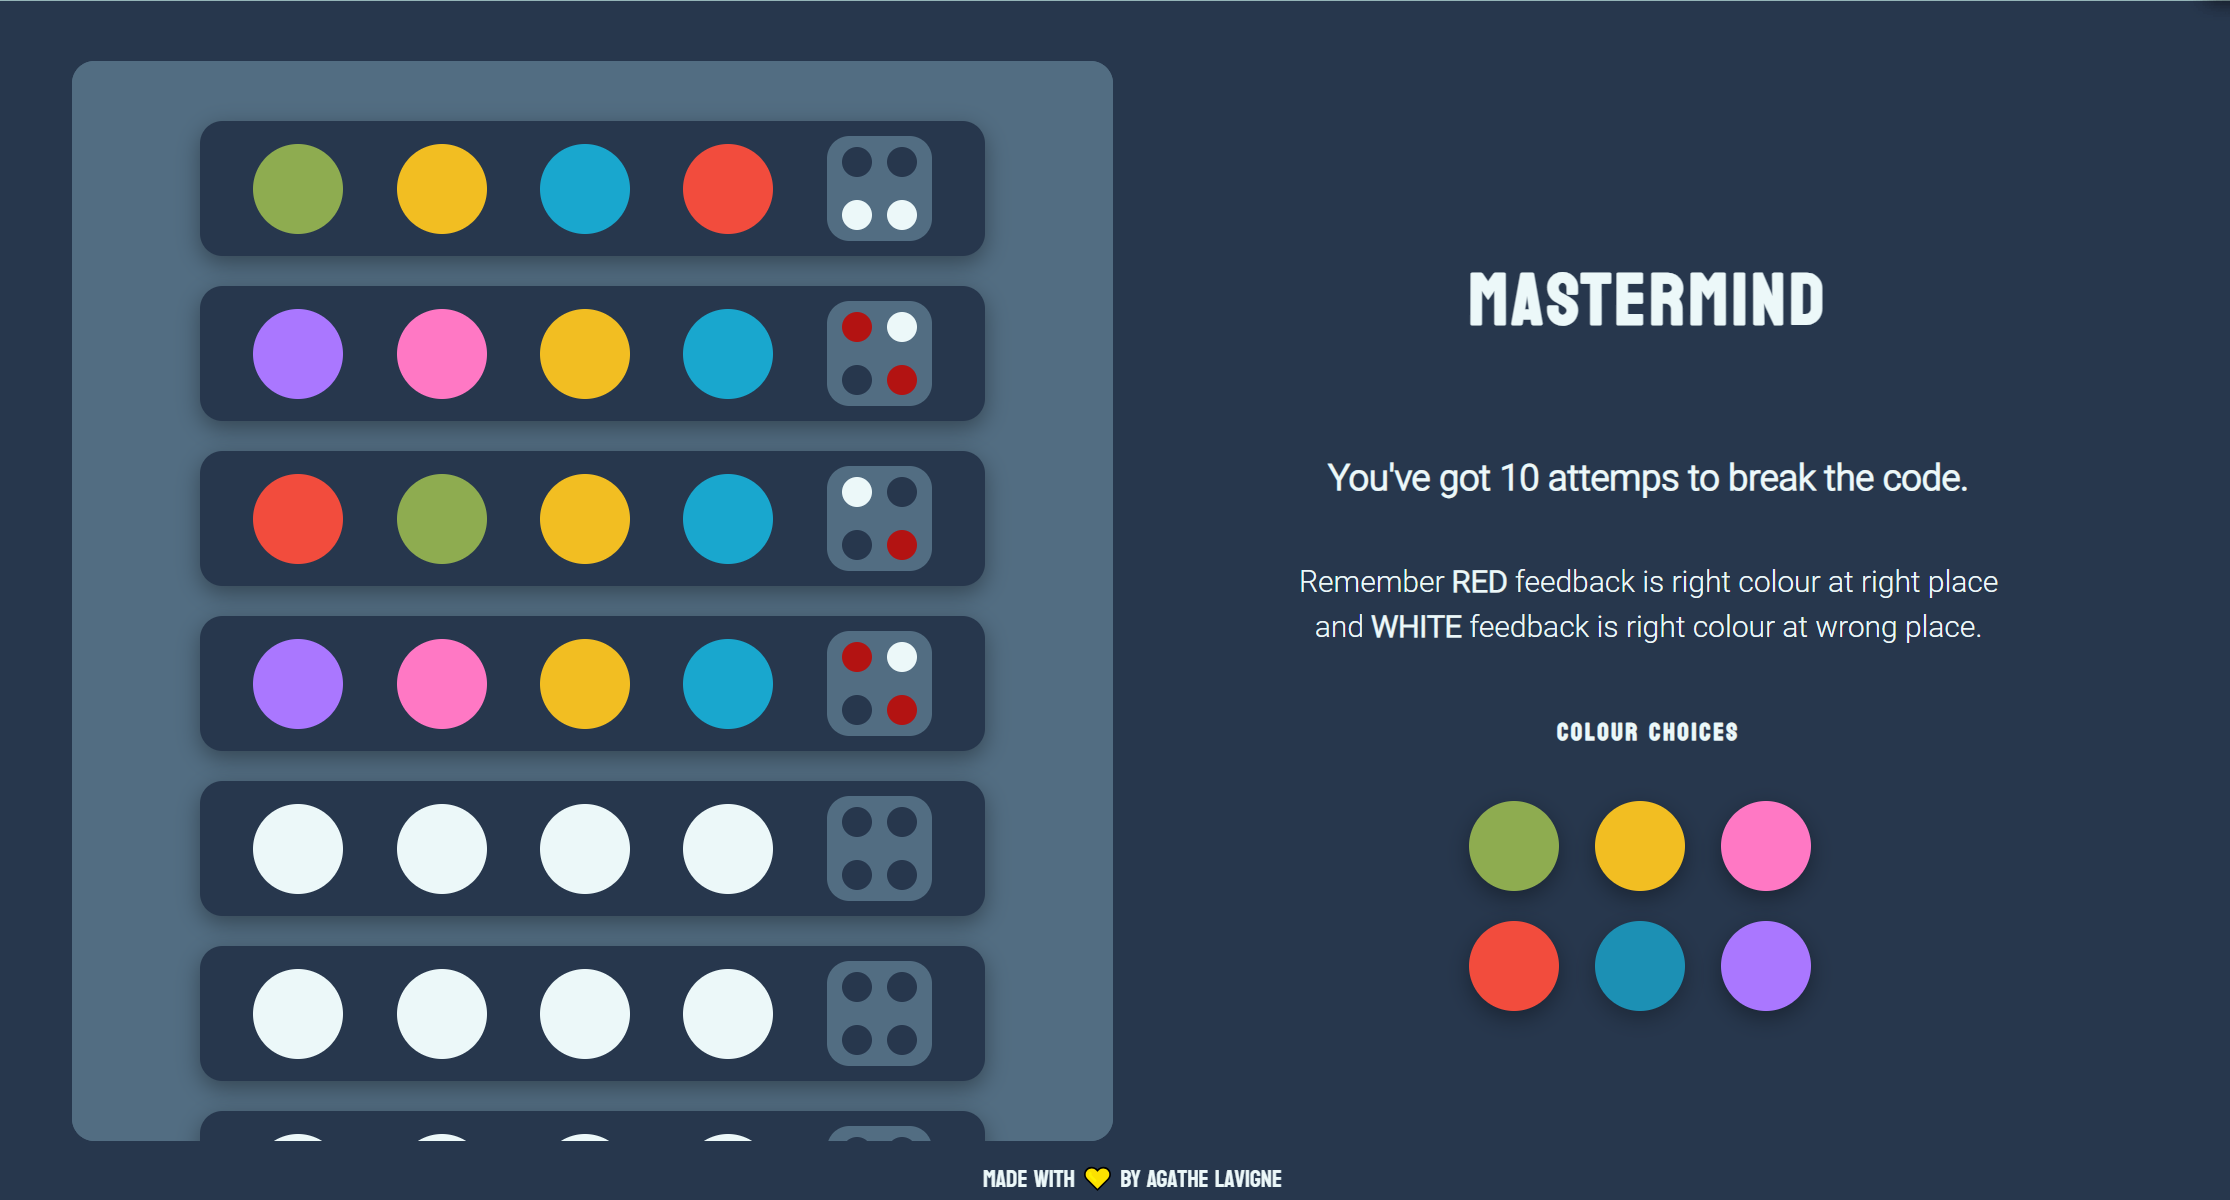 MASTERMIND
You've got 10 attemps to break the code.
Remember RED feedback is right colour at right place
and WHITE feedback is right colour at wrong place.
COLOUR CHOICES
MADE WITH 💛 BY AGATHE LAVIGNE